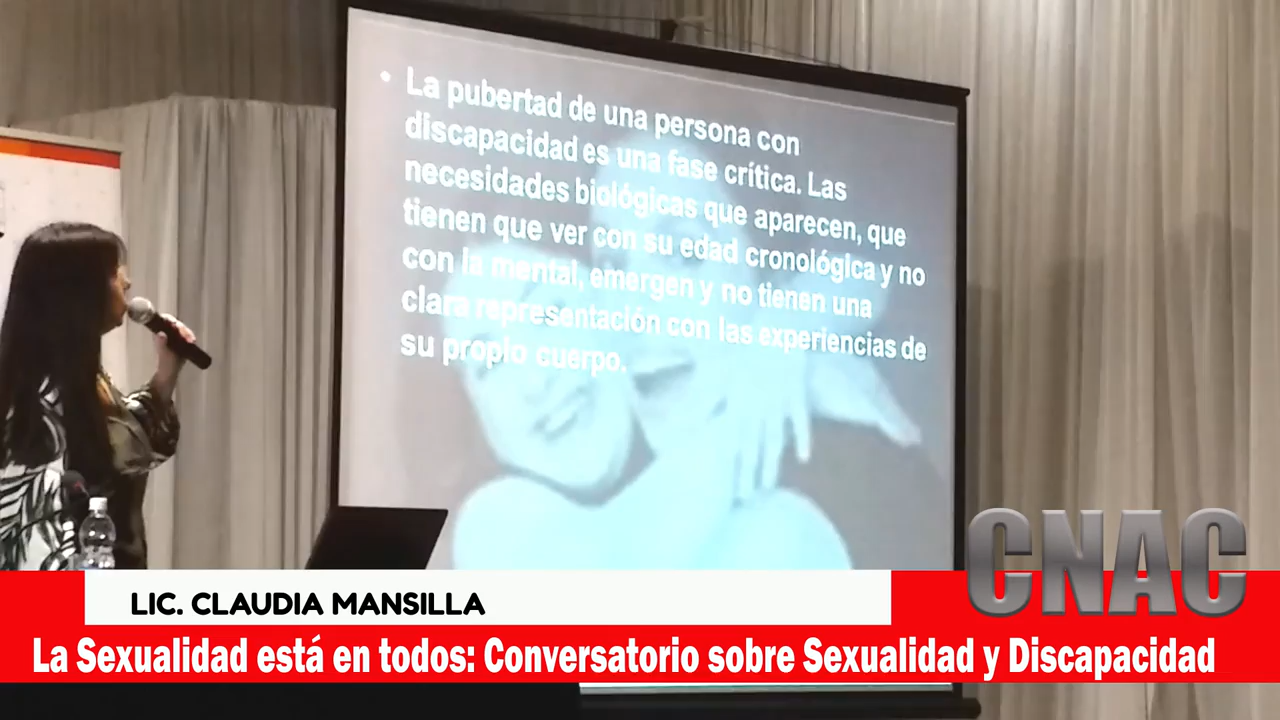 • La pubertad de una persona con
discapacidad es una fase crítica. Las
necesidades biológicas que aparecen, que
tienen que ver con su edad cronológica y no
con la mental, emergen y no tienen una
clara representación con las experiencias de
su propio cuerpo.
CNAC
LIC. CLAUDIA MANSILLA
La Sexualidad está en todos: Conversatorio sobre Sexualidad y Discapacidad